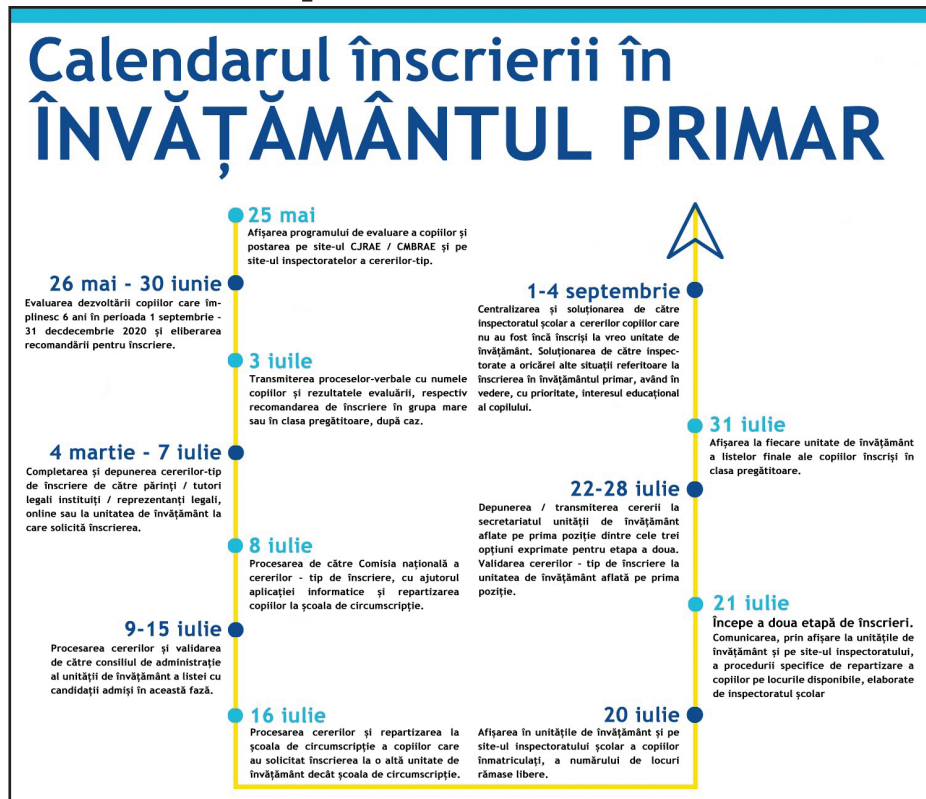 Calendarul înscrierii în
ÎNVĂȚĂMÂNTUL PRIMAR
25 mai
Afișarea programului de evaluare a copiilor și
postarea pe site-ul CJRAE / CMBRAE și pe
site-ul inspectoratelor a cererilor-tip.
26 mai - 30 iunie
Evaluarea dezvoltării copiilor care îm-
plinesc 6 ani în perioada 1 septembrie -
31 decdecembrie 2020 și eliberarea
recomandării pentru înscriere.
3 iuile
Transmiterea proceselor-verbale cu numele
copiilor și rezultatele evaluării, respectiv
recomandarea de înscriere în grupa mare
sau în clasa pregătitoare, după caz.
4 martie - 7 iulie
Completarea și depunerea cererilor-tip
de înscriere de către părinți / tutori
legali instituiți / reprezentanți legali,
online sau la unitatea de învățământ la
care solicită înscrierea.
8 iulie
Procesarea de către Comisia națională a
cererilor - tip de înscriere, cu ajutorul
aplicației informatice și repartizarea
copiilor la școala de circumscripție.
9-15 iulie
Procesarea cererilor și validarea
de către consiliul de administrație
al unității de învățământ a listei cu
candidații admiși în această fază.
16 iulie
Procesarea cererilor și repartizarea la
școala de circumscripție a copiilor care
au solicitat înscrierea la o altă unitate de
învățământ decât școala de circumscripție.
20 iulie
Afișarea în unitățile de învățământ și pe
site-ul inspectoratului școlar a copiilor
înmatriculați, a numărului de locuri
rămase libere.
21 iulie
Începe a doua etapă de înscrieri.
Comunicarea, prin afișare la unitățile de
învățământ și pe site-ul inspectoratului,
a procedurii specifice de repartizare a
copiilor pe locurile disponibile, elaborate
de inspectoratul școlar
22-28 iulie
Depunerea / transmiterea cererii la
secretariatul unității de învățământ
aflate pe prima poziție dintre cele trei
opțiuni exprimate pentru etapa a doua.
Validarea cererilor - tip de înscriere la
unitatea de învățământ aflată pe prima
poziție.
31 iulie
Afișarea la fiecare unitate de învățământ
a listelor finale ale copiilor înscriși în
clasa pregătitoare.
1-4 septembrie
Centralizarea și soluționarea de către
inspectoratul școlar a cererilor copiilor care
nu au fost încă înscriși la vreo unitate de
învățământ. Soluționarea de către inspec-
torate a oricărei alte situații referitoare la
înscrierea în învățământul primar, având în
vedere, cu prioritate, interesul educațional
al copilului.